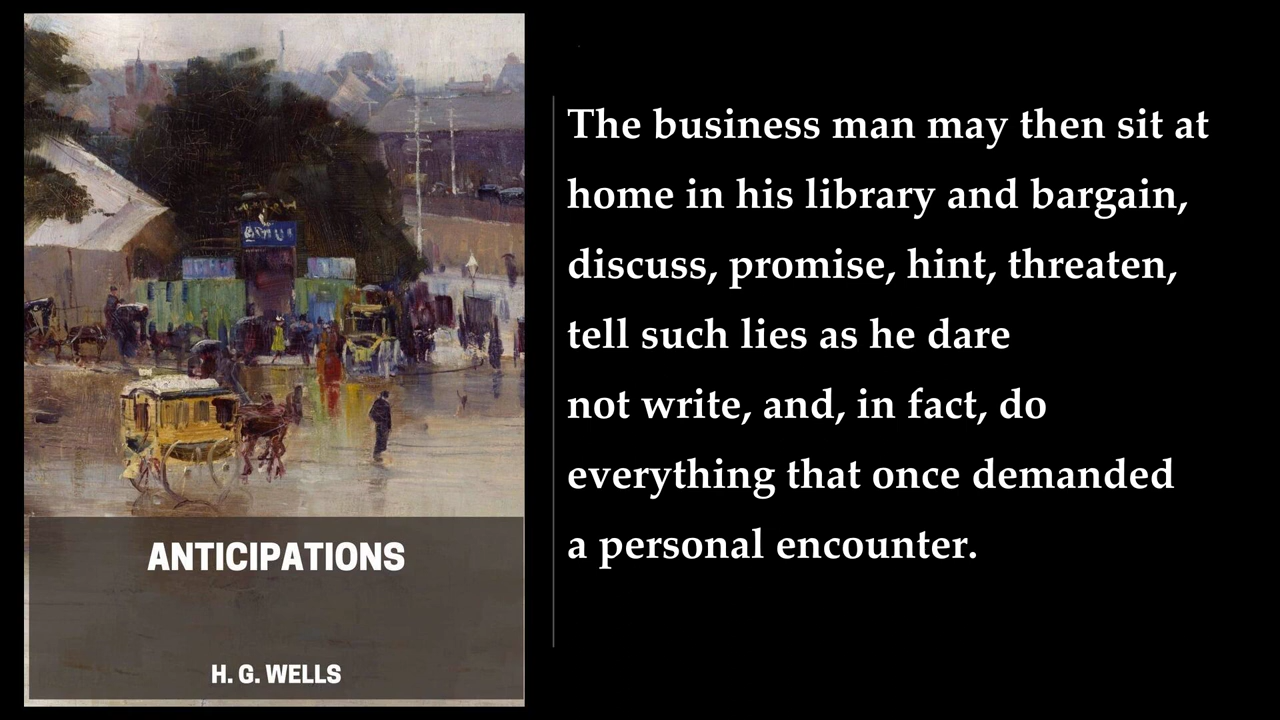 ANTICIPATIONS
H. G. WELLS
The business man may then sit at
home in his library and bargain,
discuss, promise, hint, threaten,
tell such lies as he dare
not write, and, in fact, do
everything that once demanded
a personal encounter.